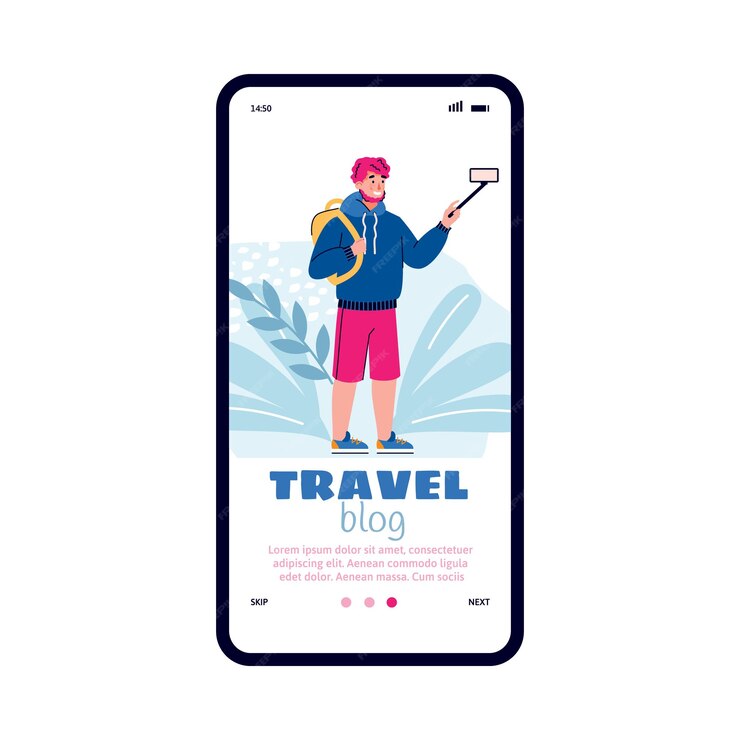 14:50
TRAVEL
blog
Lorem ipsum dolor sit amet, consectetuer
adipiscing elit. Aenean commodo ligula
edet dolor. Aenean massa. Cum sociis
SKIP NEXT